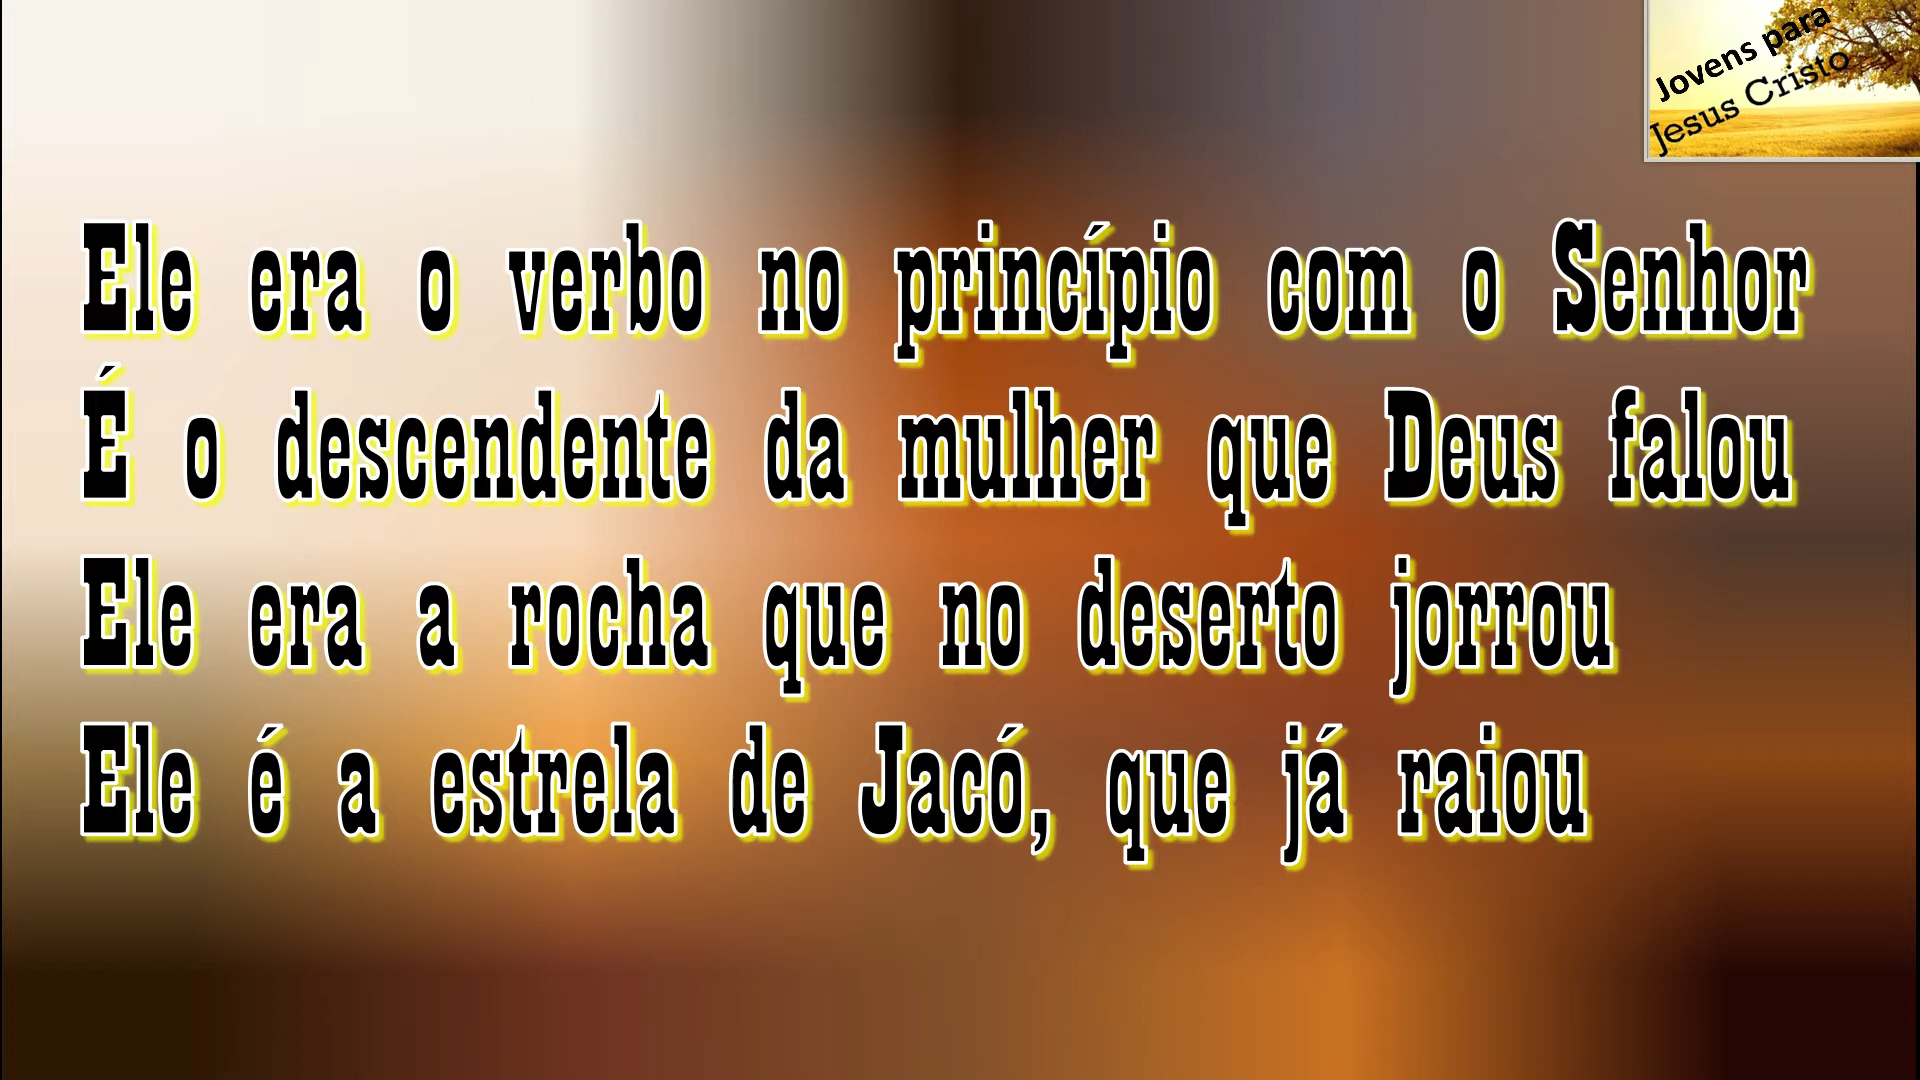 Jovens para
Jesus Cristo
Ele era o verbo no princípio com o Senhor
É o descendente da mulher que Deus falou
Ele era a rocha que no deserto jorrou
Ele é a estrela de Jacó, que já raiou